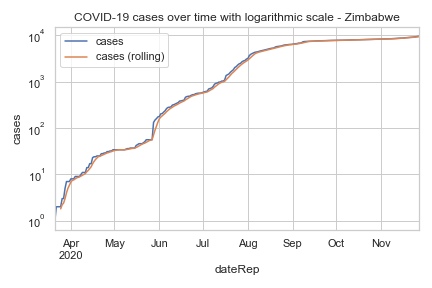 COVID-19 cases over time with logarithmic scale - Zimbabwe
cases
cases (rolling)
10⁴
10³
10²
10¹
10⁰
cases
Apr May Jun Jul Aug Sep Oct Nov
2020
dateRep